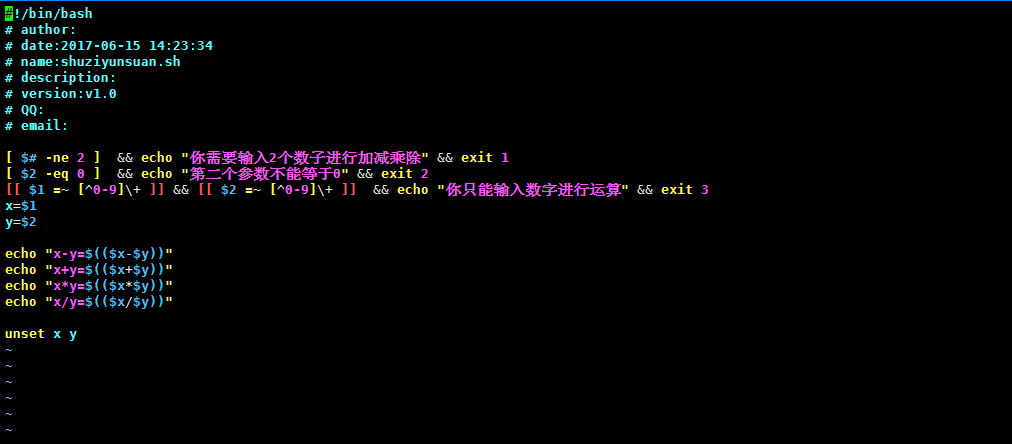 #!/bin/bash
# author:
# date:2017-06-15 14:23:34
# name:shuziyunsuan.sh
# description:
# version:v1.0
# QQ:
# email:
[ $# -ne 2 ]  && echo "你需要输入2个数子进行加减乘除" && exit 1
[ $2 -eq 0 ]  && echo "第二个参数不能等于0" && exit 2
[[ $1 =~ [^0-9]\+ ]] && [[ $2 =~ [^0-9]\+ ]]  && echo "你只能输入数字进行运算" && exit 3
x=$1
y=$2
echo "x-y=$(($x-$y))"
echo "x+y=$(($x+$y))"
echo "x*y=$(($x*$y))"
echo "x/y=$(($x/$y))"
unset x y
~
~
~
~
~
~